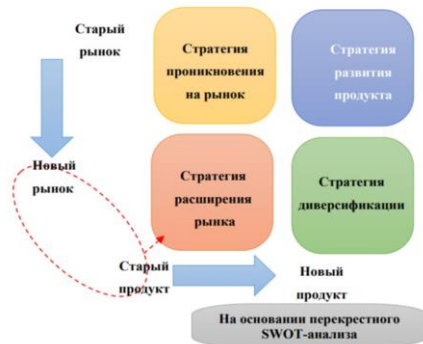 Старый
рынок
Стратегия
проникновения
на рынок
Стратегия
развития
продукта
Новый
рынок
Стратегия
расширения
рынка
Стратегия
диверсификации
Старый
продукт
Новый
продукт
На основании перекрестного
SWOT-анализа